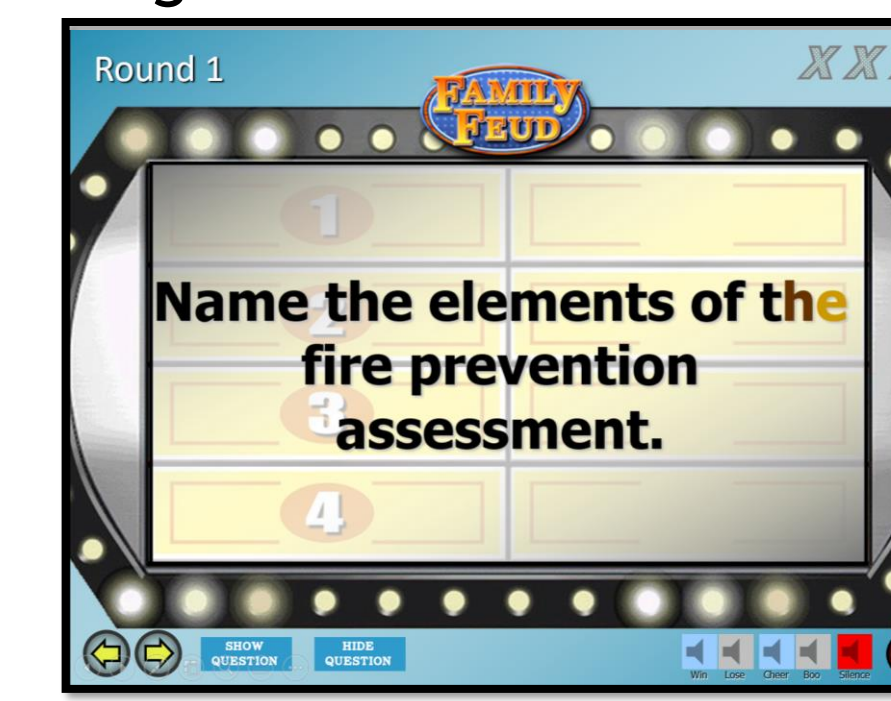 Round 1
X X
FAMILY
FEUD
1
2
3
4
Name the elements of the
fire prevention
assessment.
SHOW
QUESTION
HIDE
QUESTION
Win
Lose
Cheer
Boo
Silence